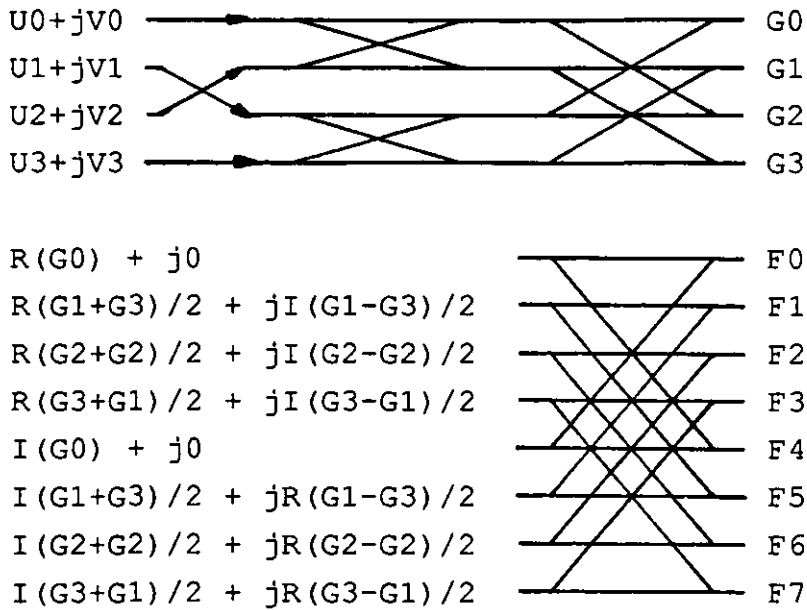 U0+jV0 G0
U1+jV1 G1
U2+jV2 G2
U3+jV3 G3
R(G0) + j0 F0
R(G1+G3)/2 + jI(G1-G3)/2 F1
R(G2+G2)/2 + jI(G2-G2)/2 F2
R(G3+G1)/2 + jI(G3-G1)/2 F3
I(G0) + j0 F4
I(G1+G3)/2 + jR(G1-G3)/2 F5
I(G2+G2)/2 + jR(G2-G2)/2 F6
I(G3+G1)/2 + jR(G3-G1)/2 F7